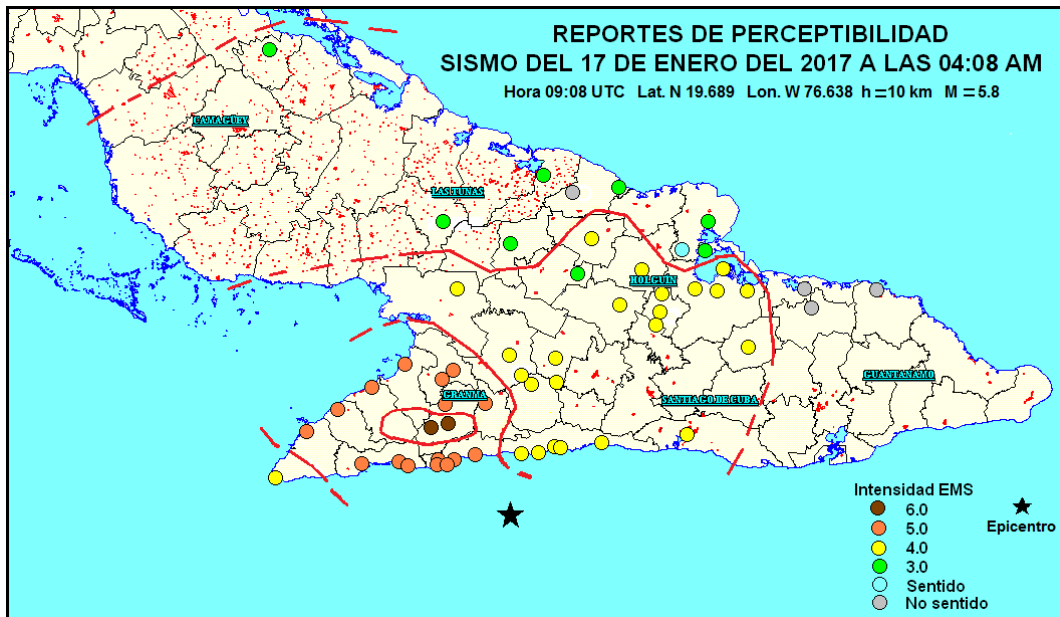 REPORTES DE PERCEPTIBILIDAD
SISMO DEL 17 DE ENERO DEL 2017 A LAS 04:08 AM
Hora 09:08 UTC Lat. N 19.689 Lon. W 76.638 h =10 km M = 5.8
CAMAGÜEY
LAS TUNAS
HOLGUIN
GRANMA
SANTIAGO DE CUBA
GUANTANAMO
Intensidad EMS
6.0
5.0
4.0
3.0
Sentido
No sentido
Epicentro